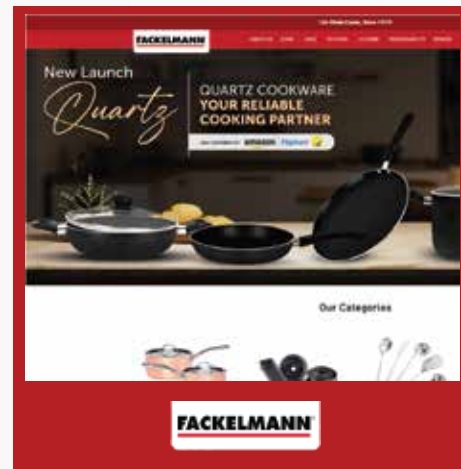 FACKELMANN
New Launch
Quartz
QUARTZ COOKWARE
YOUR RELIABLE
COOKING PARTNER
amazon Flipkart
Our Categories
FACKELMANN